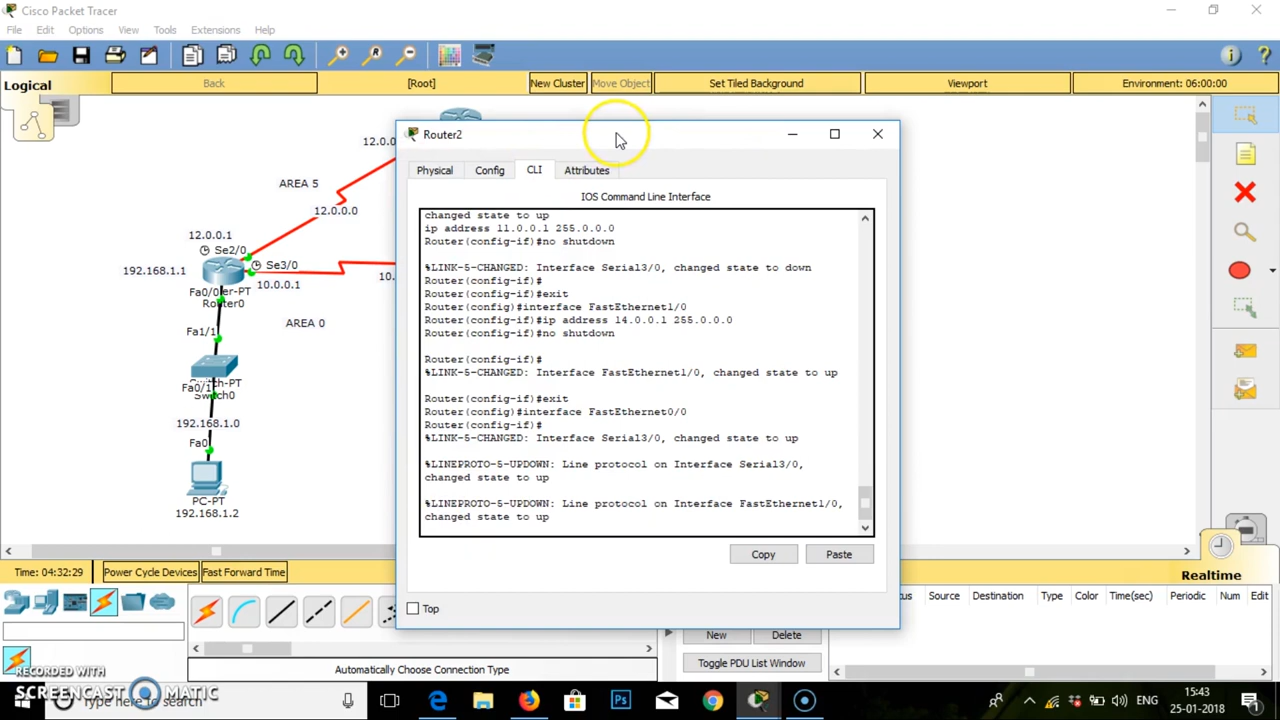 Cisco Packet Tracer
File Edit Options View Tools Extensions Help
Logical
Back
[Root]
New Cluster
Move Object
Set Tiled Background
Viewport
Environment: 06:00:00
Router2
Physical Config CLI Attributes
IOS Command Line Interface
changed state to up
ip address 11.0.0.1 255.0.0.0
Router(config-if)#no shutdown
%LINK-5-CHANGED: Interface Serial3/0, changed state to down
Router(config-if)#
Router(config-if)#exit
Router(config)#interface FastEthernet1/0
Router(config-if)#ip address 14.0.0.1 255.0.0.0
Router(config-if)#no shutdown
Router(config-if)#
%LINK-5-CHANGED: Interface FastEthernet1/0, changed state to up
Router(config-if)#exit
Router(config)#interface FastEthernet0/0
Router(config-if)#
%LINK-5-CHANGED: Interface Serial3/0, changed state to up
%LINEPROTO-5-UPDOWN: Line protocol on Interface Serial3/0,
changed state to up
%LINEPROTO-5-UPDOWN: Line protocol on Interface FastEthernet1/0,
changed state to up
Copy Paste
Top
12.0.0
AREA 5
12.0.0.0
12.0.0.1
Se2/0
192.168.1.1
Se3/0
10.
10.0.0.1
Fa0/0
er-PT
Router0
AREA 0
Fa1/1
Switch-PT
Fa0/1
Switch0
192.168.1.0
Fa0
PC-PT
192.168.1.2
Time: 04:32:29
Power Cycle Devices
Fast Forward Time
Realtime
us Source Destination Type Color Time(sec) Periodic Num Edit
New Delete
Toggle PDU List Window
Automatically Choose Connection Type
RECORDED WITH
SCREENCAST MATIC
Type here to search
ENG
15:43
25-01-2018